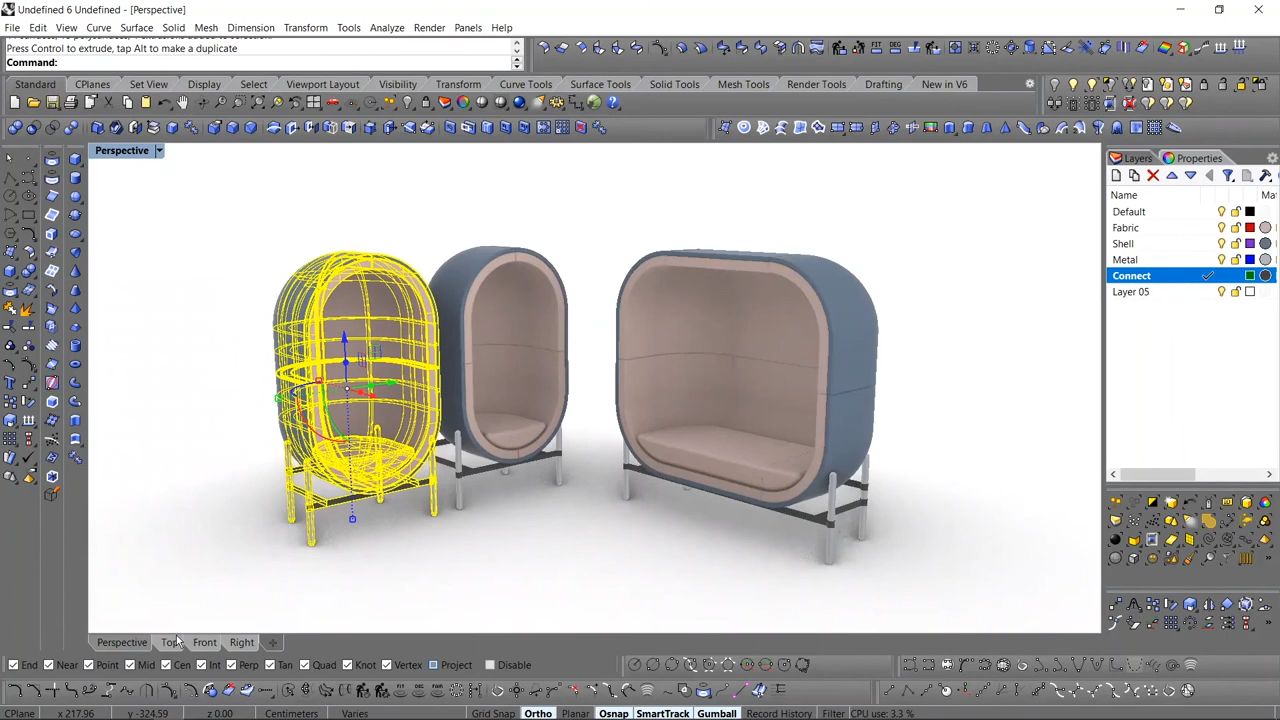 Undefined 6 Undefined - [Perspective]
File Edit View Curve Surface Solid Mesh Dimension Transform Tools Analyze Render Panels Help
Press Control to extrude, tap Alt to make a duplicate
Command:
Standard CPlanes Set View Display Select Viewport Layout Visibility Transform Curve Tools Surface Tools Solid Tools Mesh Tools Render Tools Drafting New in V6
Perspective
Layers Properties
Name Ma
Default
Fabric
Shell
Metal
Connect
Layer 05
Perspective Top Front Right
End Near Point Mid Cen Int Perp Tan Quad Knot Vertex Project Disable
CPlane x 217.96 y -324.59 z 0.00 Centimeters Varies Grid Snap Ortho Planar Osnap SmartTrack Gumball Record History Filter CPU use: 3.3 %